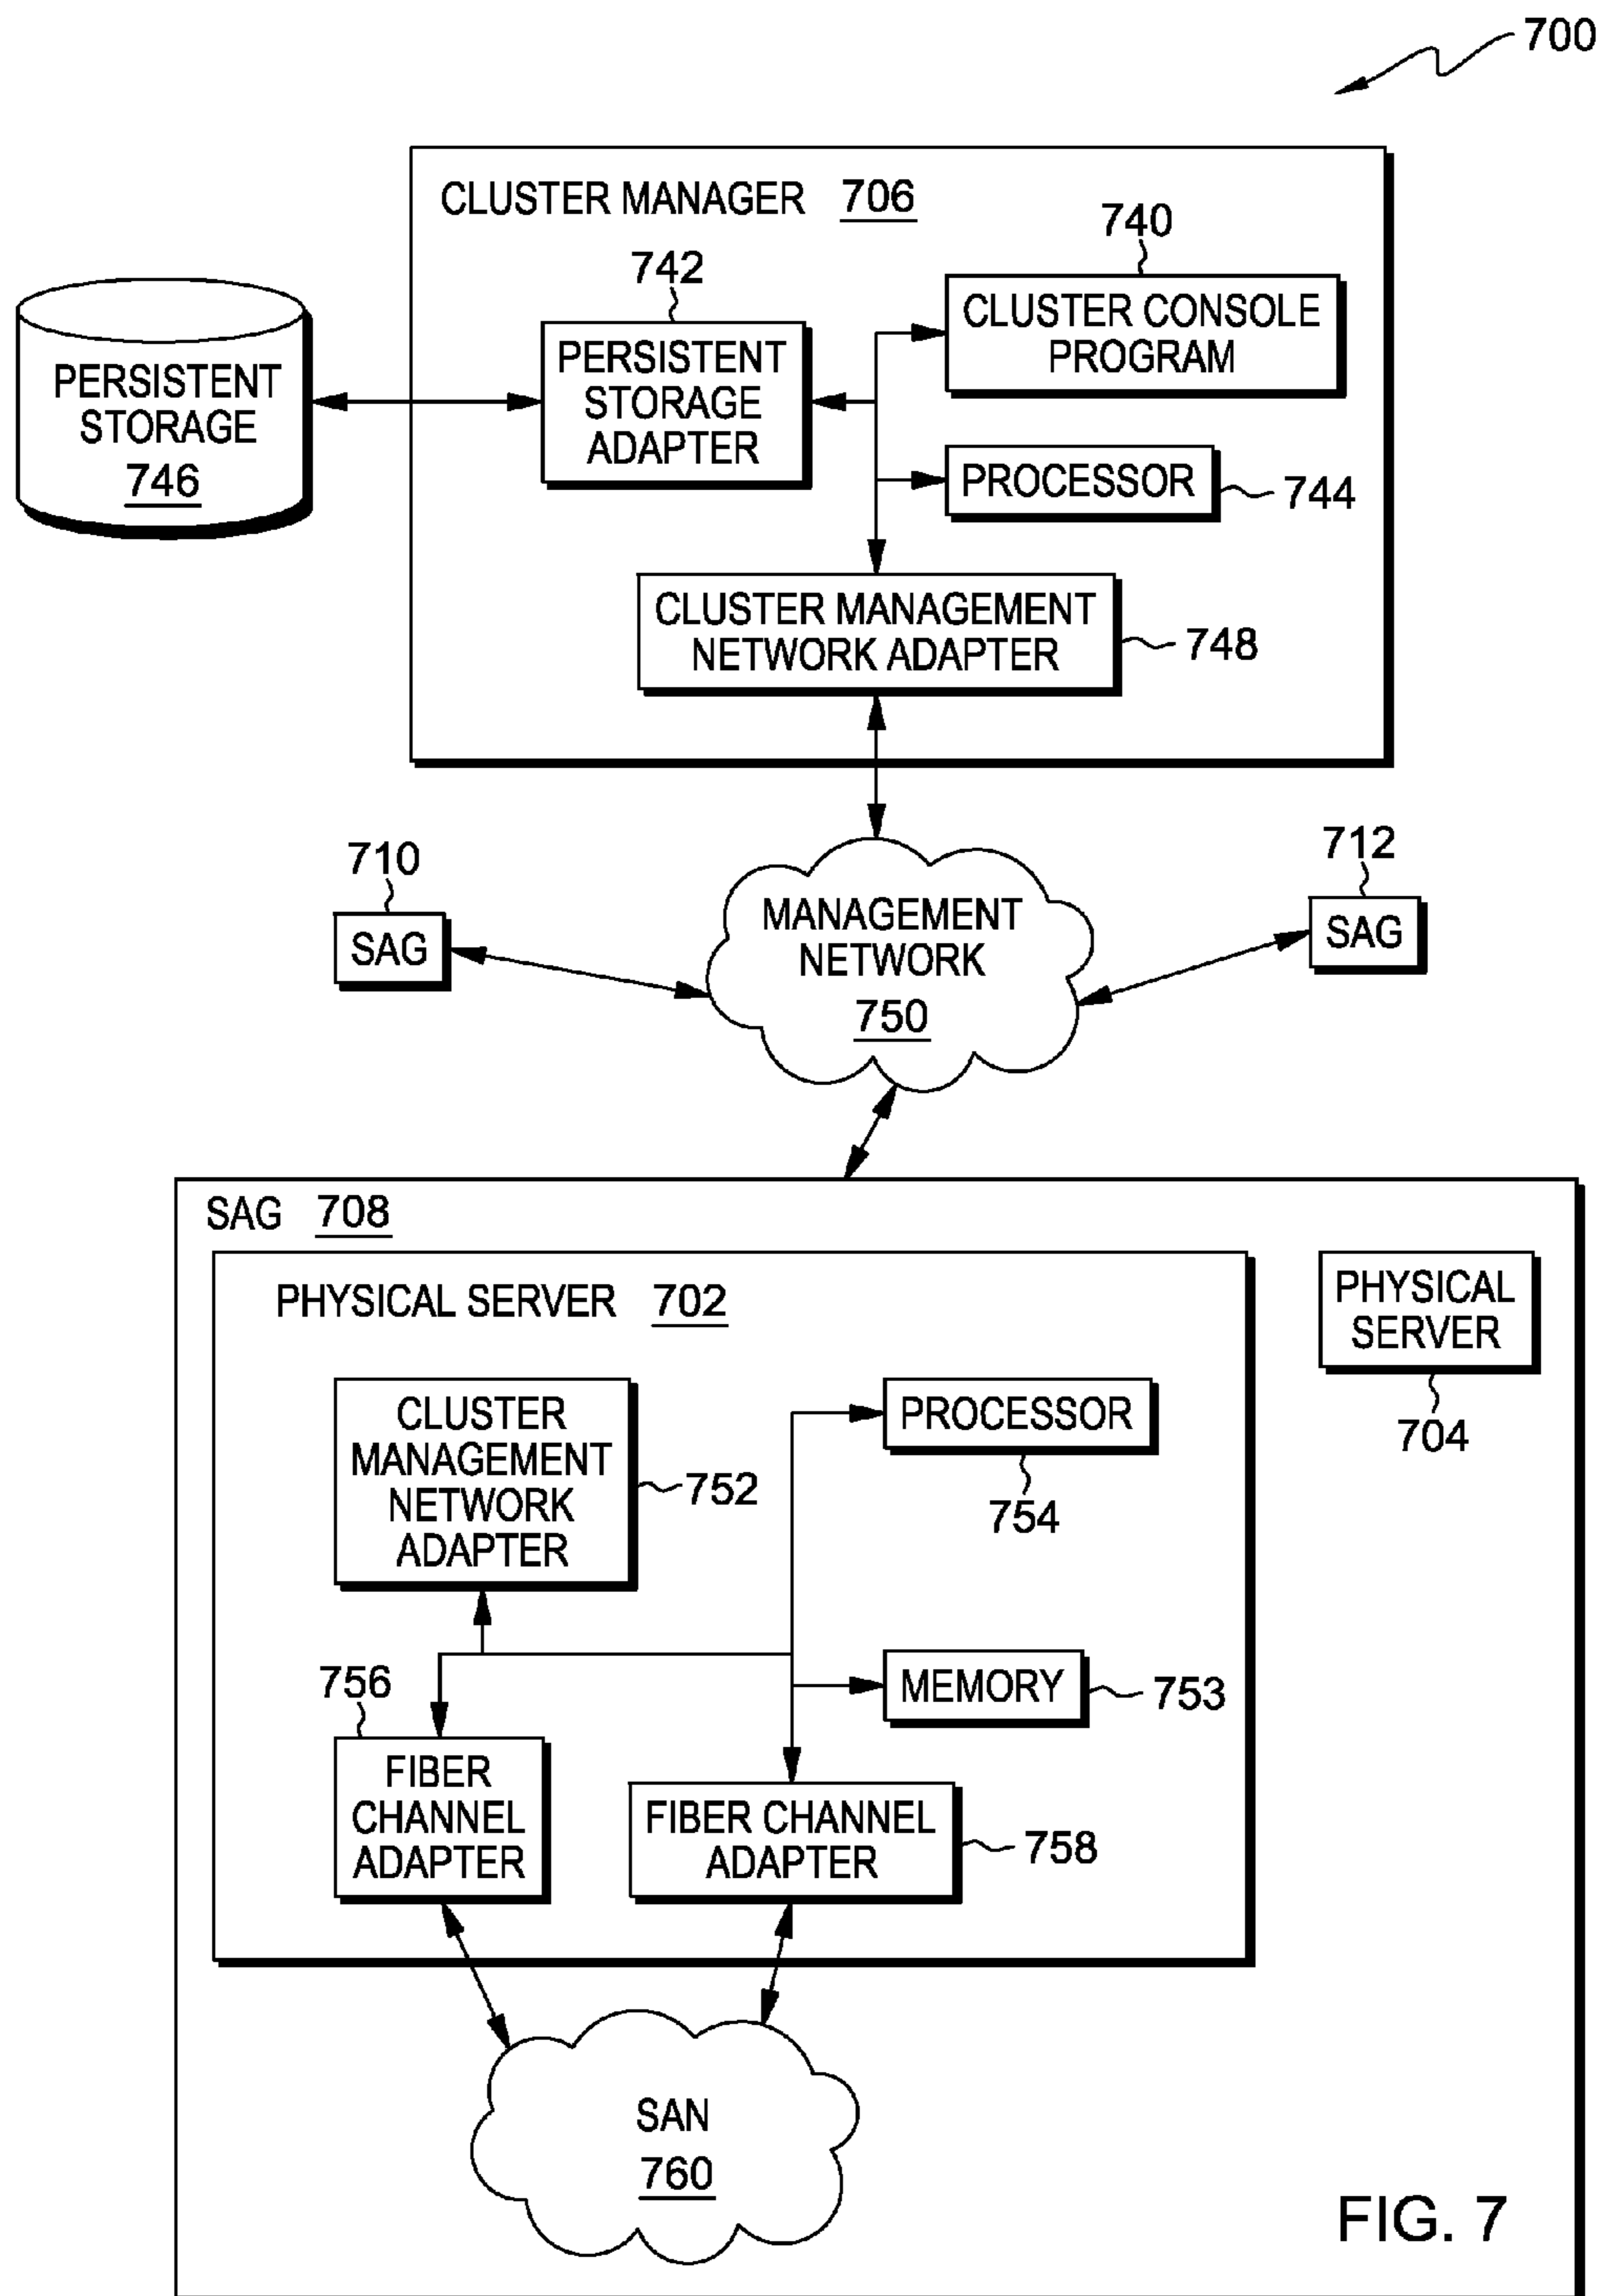 700
CLUSTER MANAGER 706
740
742
CLUSTER CONSOLE
PROGRAM
PERSISTENT
STORAGE
ADAPTER
PERSISTENT
STORAGE
746
PROCESSOR
744
CLUSTER MANAGEMENT
NETWORK ADAPTER
748
710
712
SAG
MANAGEMENT
NETWORK
750
SAG
SAG 708
PHYSICAL SERVER 702
PHYSICAL
SERVER
704
CLUSTER
MANAGEMENT
NETWORK
ADAPTER
752
PROCESSOR
754
756
MEMORY
753
FIBER
CHANNEL
ADAPTER
FIBER CHANNEL
ADAPTER
758
SAN
760
FIG. 7